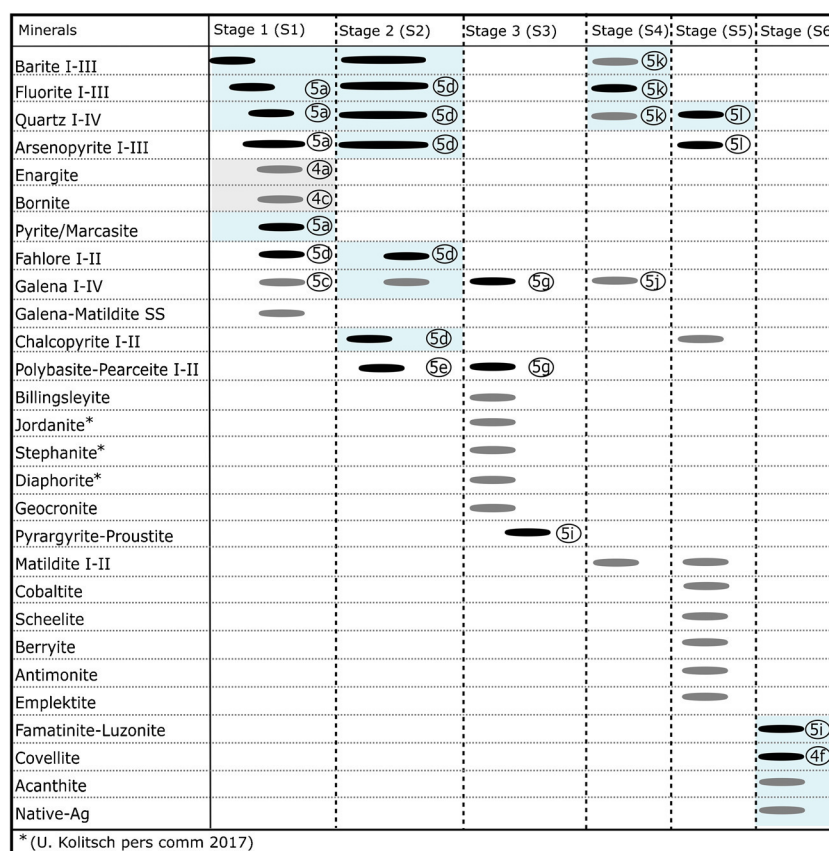 Minerals Stage 1 (S1) Stage 2 (S2) Stage 3 (S3) Stage (S4) Stage (S5) Stage (S6
Barite I-III 5k
Fluorite I-III 5a 5d 5k
Quartz I-IV 5a 5d 5k 5l
Arsenopyrite I-III 5a 5d 5l
Enargite 4a
Bornite 4c
Pyrite/Marcasite 5a
Fahlore I-II 5d 5d
Galena I-IV 5c 5g 5j
Galena-Matildite SS
Chalcopyrite I-II 5d
Polybasite-Pearceite I-II 5e 5g
Billingsleyite
Jordanite*
Stephanite*
Diaphorite*
Geocronite
Pyrargyrite-Proustite 5i
Matildite I-II
Cobaltite
Scheelite
Berryite
Antimonite
Emplektite
Famatinite-Luzonite 5i
Covellite 4f
Acanthite
Native-Ag
* (U. Kolitsch pers comm 2017)